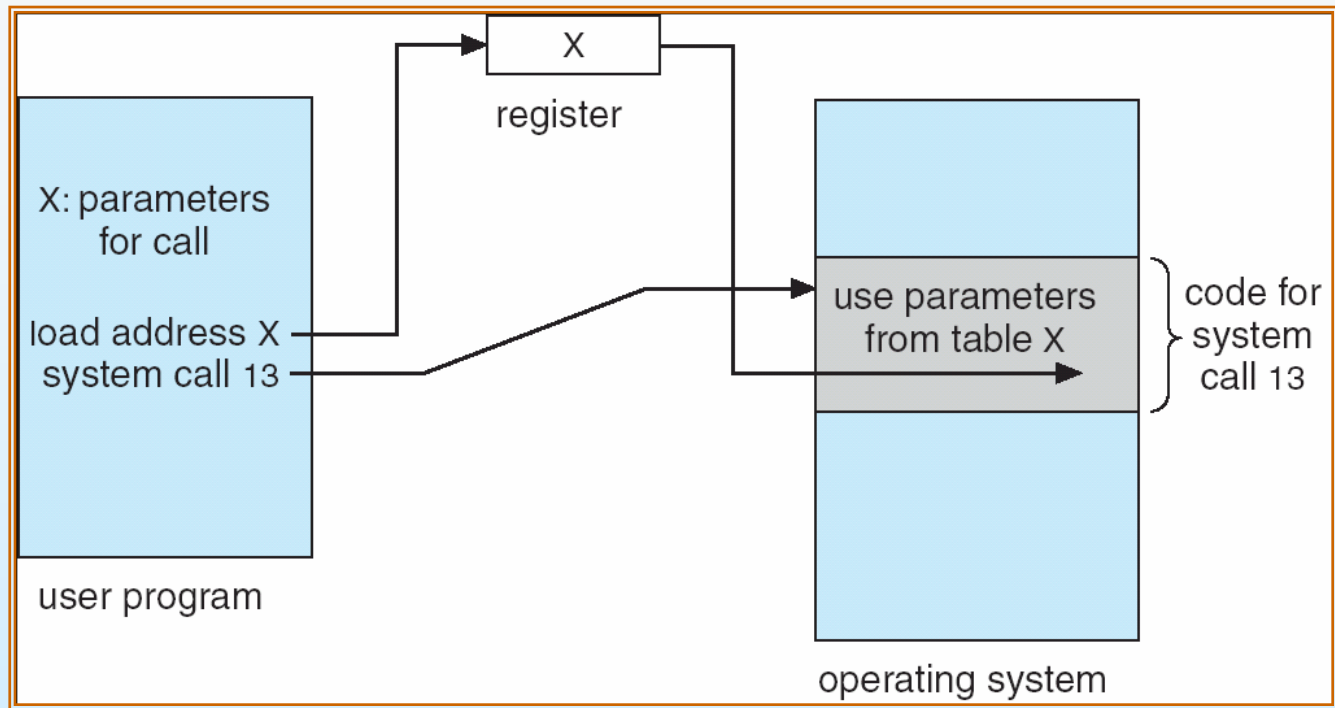 X
register
X: parameters
for call
load address X
system call 13
user program
use parameters
from table X
code for
system
call 13
operating system